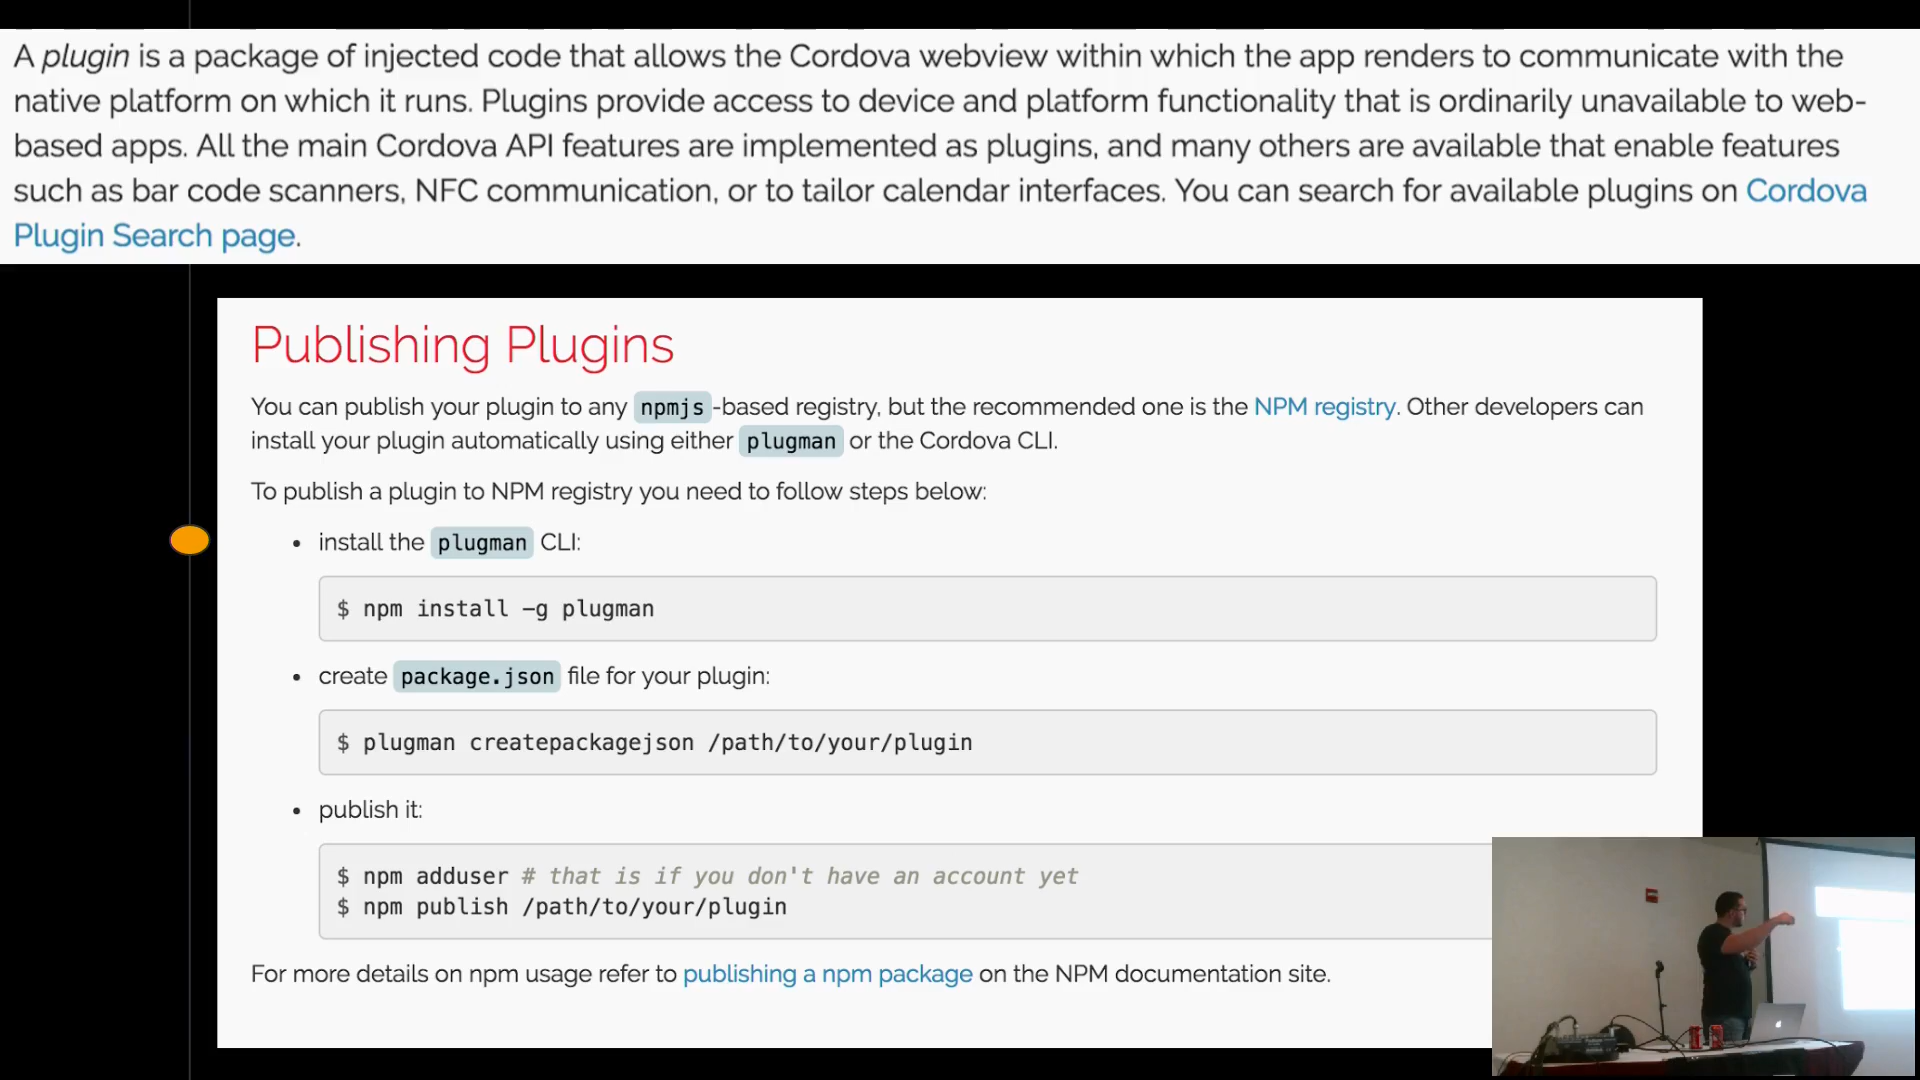 A plugin is a package of injected code that allows the Cordova webview within which the app renders to communicate with the
native platform on which it runs. Plugins provide access to device and platform functionality that is ordinarily unavailable to web-
based apps. All the main Cordova API features are implemented as plugins, and many others are available that enable features
such as bar code scanners, NFC communication, or to tailor calendar interfaces. You can search for available plugins on Cordova
Plugin Search page.
Publishing Plugins
You can publish your plugin to any npmjs-based registry, but the recommended one is the NPM registry. Other developers can
install your plugin automatically using either plugman or the Cordova CLI.
To publish a plugin to NPM registry you need to follow steps below:
• install the plugman CLI:
$ npm install -g plugman
• create package.json file for your plugin:
$ plugman createpackagejson /path/to/your/plugin
• publish it:
$ npm adduser # that is if you don't have an account yet
$ npm publish /path/to/your/plugin
For more details on npm usage refer to publishing a npm package on the NPM documentation site.